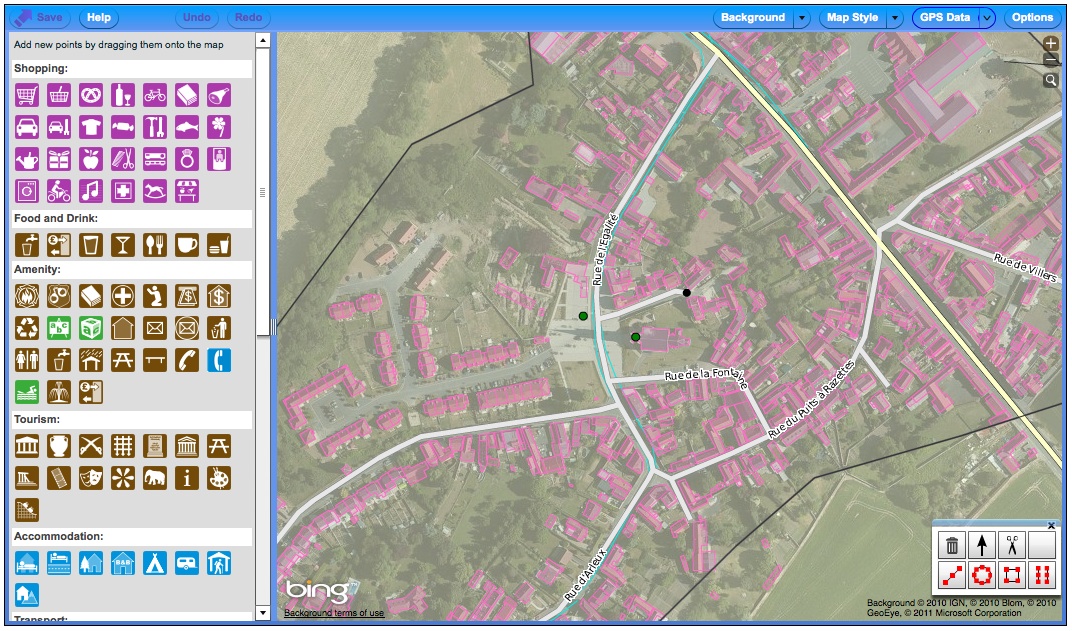 Save Help Undo Redo Background Map Style GPS Data Options
Add new points by dragging them onto the map
Shopping:
Food and Drink:
Amenity:
Tourism:
Accommodation:
Transport:
Rue de l'Egalité
Rue de Villers
Rue de la Fontaine
Rue du Puits à Razettes
Rue d'Arleux
bing
Background terms of use
Background © 2010 IGN, © 2010 Blom, © 2010
GeoEye, © 2011 Microsoft Corporation